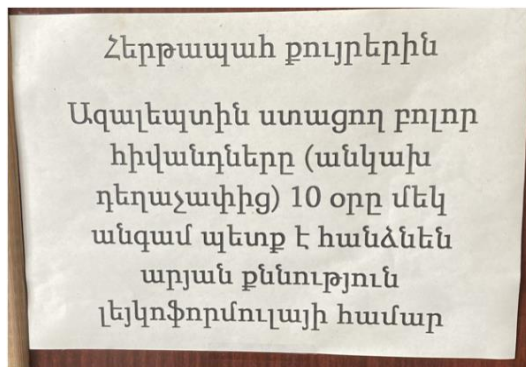 Հերթապահ քույրերին
Ազալեպտին ստացող բոլոր
հիվանդները (անկախ
դեղաչափից) 10 օրը մեկ
անգամ պետք է հանձնեն
արյան քննություն
լեյկոֆորմուլայի համար